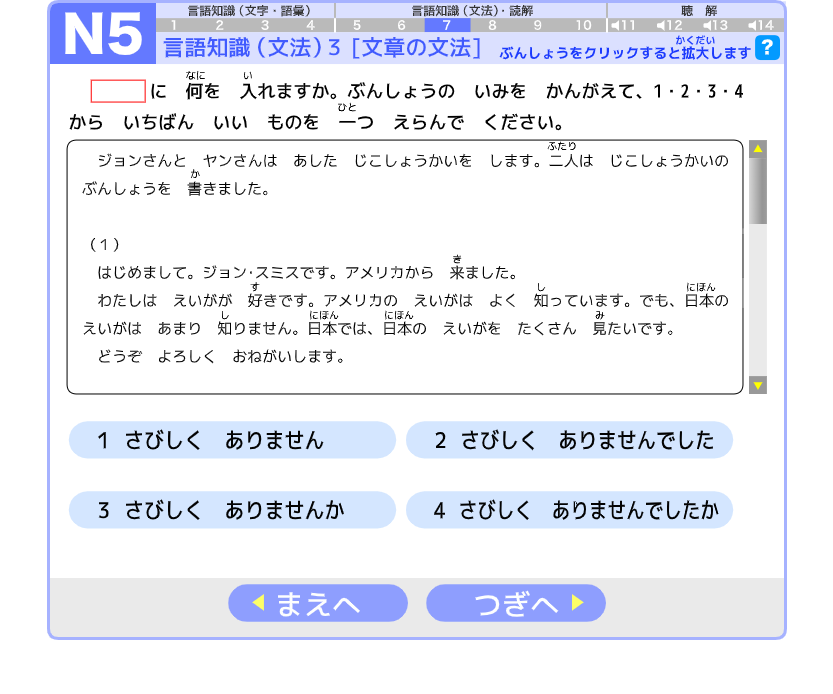 N5
言語知識（文字・語彙） 言語知識（文法）・読解 聴　解
1 2 3 4 5 6 7 8 9 10 11 12 13 14
言語知識（文法）3［文章の文法］ ぶんしょうをクリックすると拡大します ?
かくだい
なに い
に　何を　入れますか。ぶんしょうの　いみを　かんがえて、1・2・3・4
ひと
から　いちばん　いい　ものを　一つ　えらんで　ください。
ふたり
ジョンさんと　ヤンさんは　あした　じこしょうかいを　します。二人は　じこしょうかいの
か
ぶんしょうを　書きました。
（1）
き
はじめまして。ジョン・スミスです。アメリカから　来ました。
す し にほん
わたしは　えいがが　好きです。アメリカの　えいがは　よく　知っています。でも、日本の
し にほん にほん み
えいがは　あまり　知りません。日本では、日本の　えいがを　たくさん　見たいです。
どうぞ　よろしく　おねがいします。
1 さびしく　ありません 2 さびしく　ありませんでした
3 さびしく　ありませんか 4 さびしく　ありませんでしたか
まえへ つぎへ